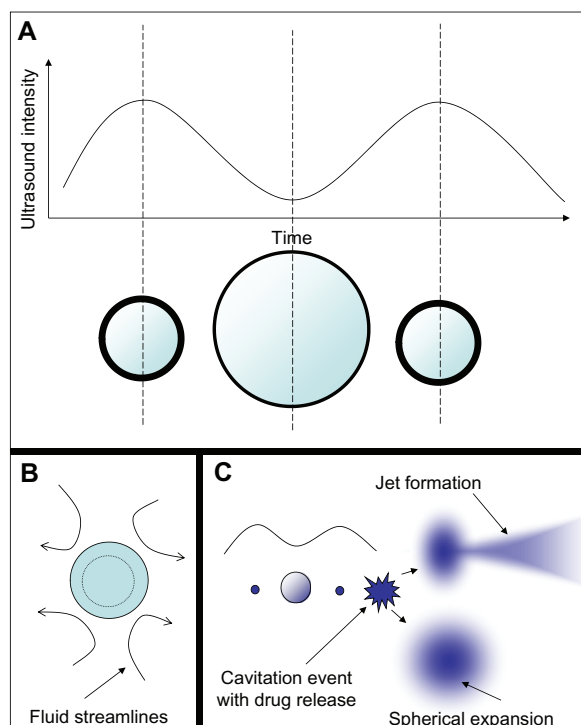 A
Ultrasound intensity
Time
B
Fluid streamlines
C
Jet formation
Cavitation event
with drug release
Spherical expansion